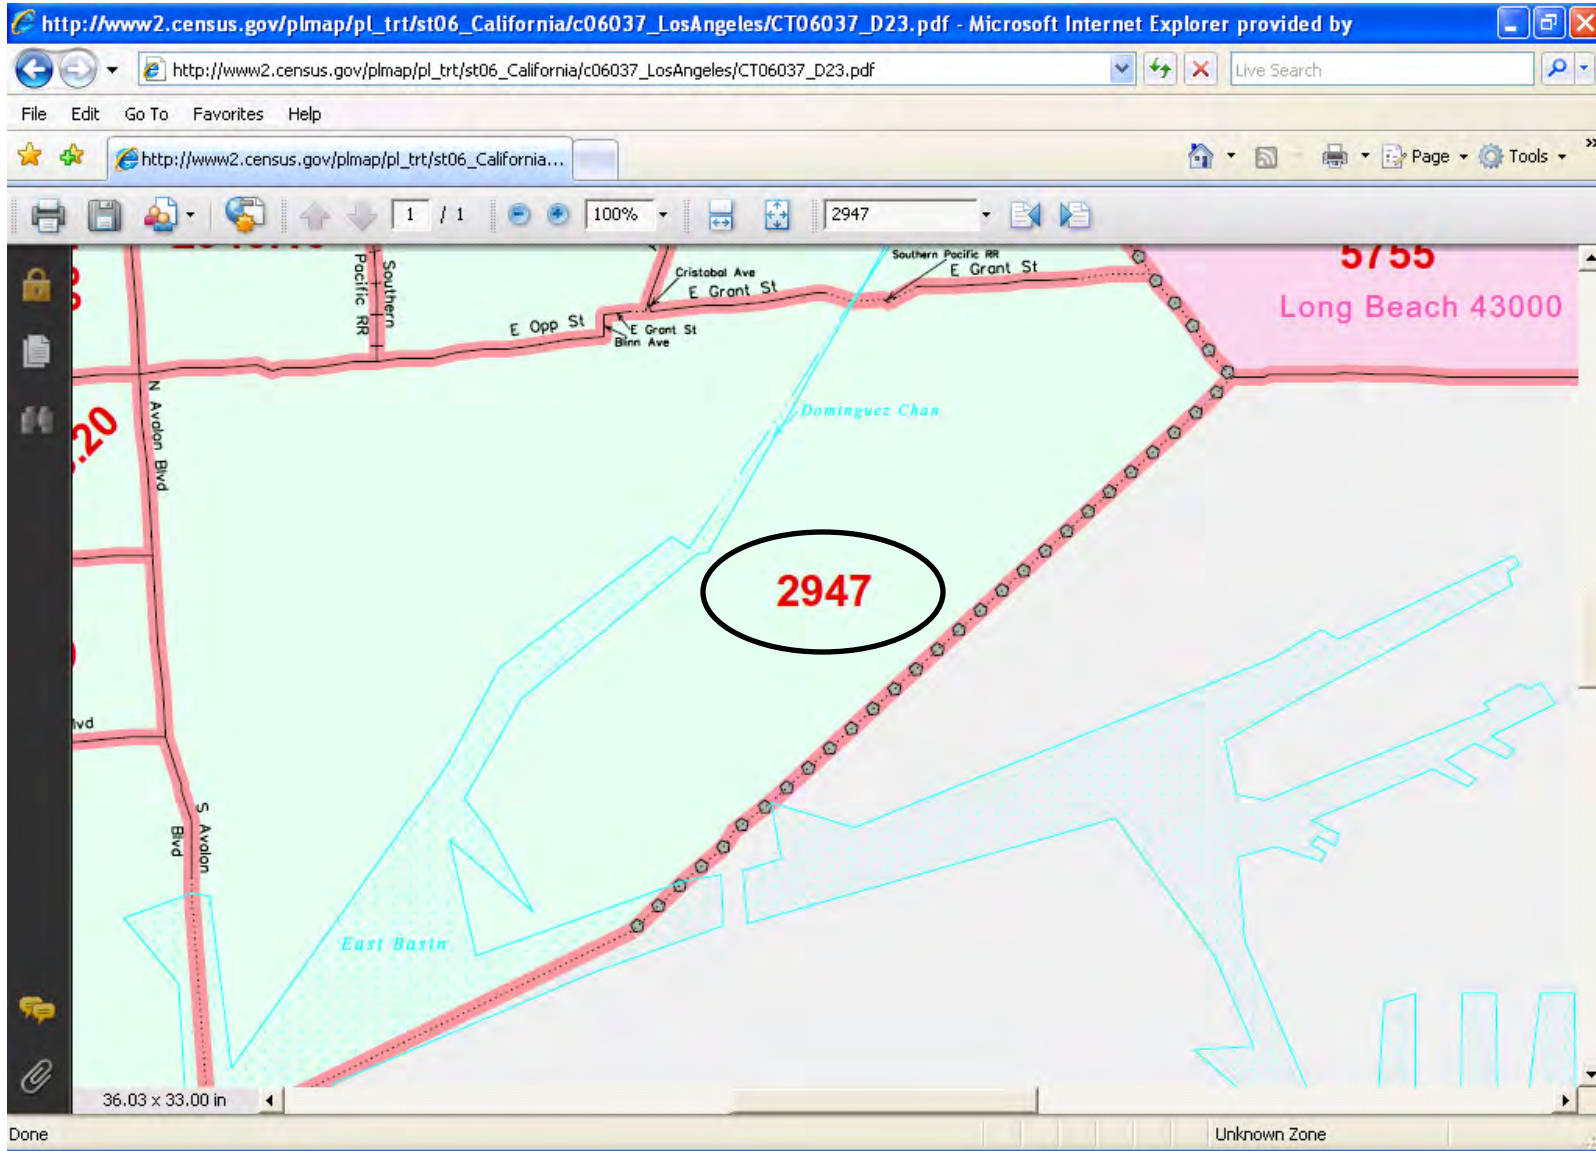 http://www2.census.gov/plmap/pl_trt/st06_California/c06037_LosAngeles/CT06037_D23.pdf - Microsoft Internet Explorer provided by
http://www2.census.gov/plmap/pl_trt/st06_California/c06037_LosAngeles/CT06037_D23.pdf
Live Search
File Edit Go To Favorites Help
http://www2.census.gov/plmap/pl_trt/st06_California...
Page Tools »
1 / 1 100% 2947
Southern Pacific RR
5755
E Grant St
Cristobal Ave
E Grant St
Southern
Pacific RR
Long Beach 43000
E Opp St
E Grant St
Binn Ave
N Avalon Blvd
.20
Dominguez Chan
2947
lvd
S Avalon
Blvd
East Basin
36.03 x 33.00 in
Done
Unknown Zone